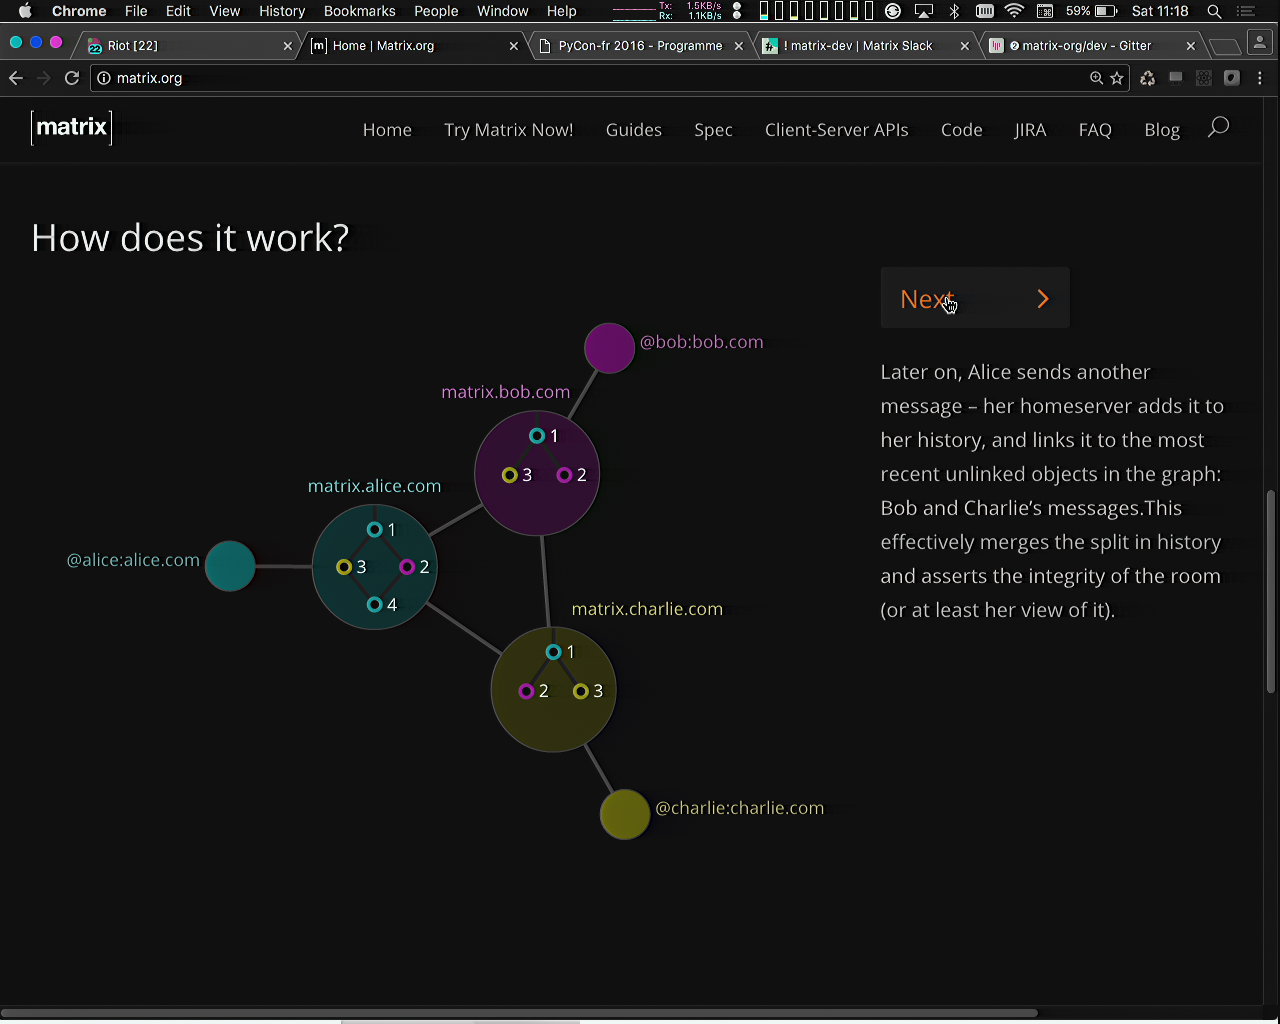 Chrome File Edit View History Bookmarks People Window Help Tx: 1.5KB/s Rx: 1.1KB/s 59% Sat 11:18
Riot [22] Home | Matrix.org PyCon-fr 2016 - Programme ! matrix-dev | Matrix Slack ❷ matrix-org/dev - Gitter
matrix.org
[matrix] Home Try Matrix Now! Guides Spec Client-Server APIs Code JIRA FAQ Blog
How does it work?
Next
@bob:bob.com
matrix.bob.com
1
3 2
matrix.alice.com
1
@alice:alice.com
3 2
4
matrix.charlie.com
1
2 3
@charlie:charlie.com
Later on, Alice sends another
message – her homeserver adds it to
her history, and links it to the most
recent unlinked objects in the graph:
Bob and Charlie’s messages.This
effectively merges the split in history
and asserts the integrity of the room
(or at least her view of it).